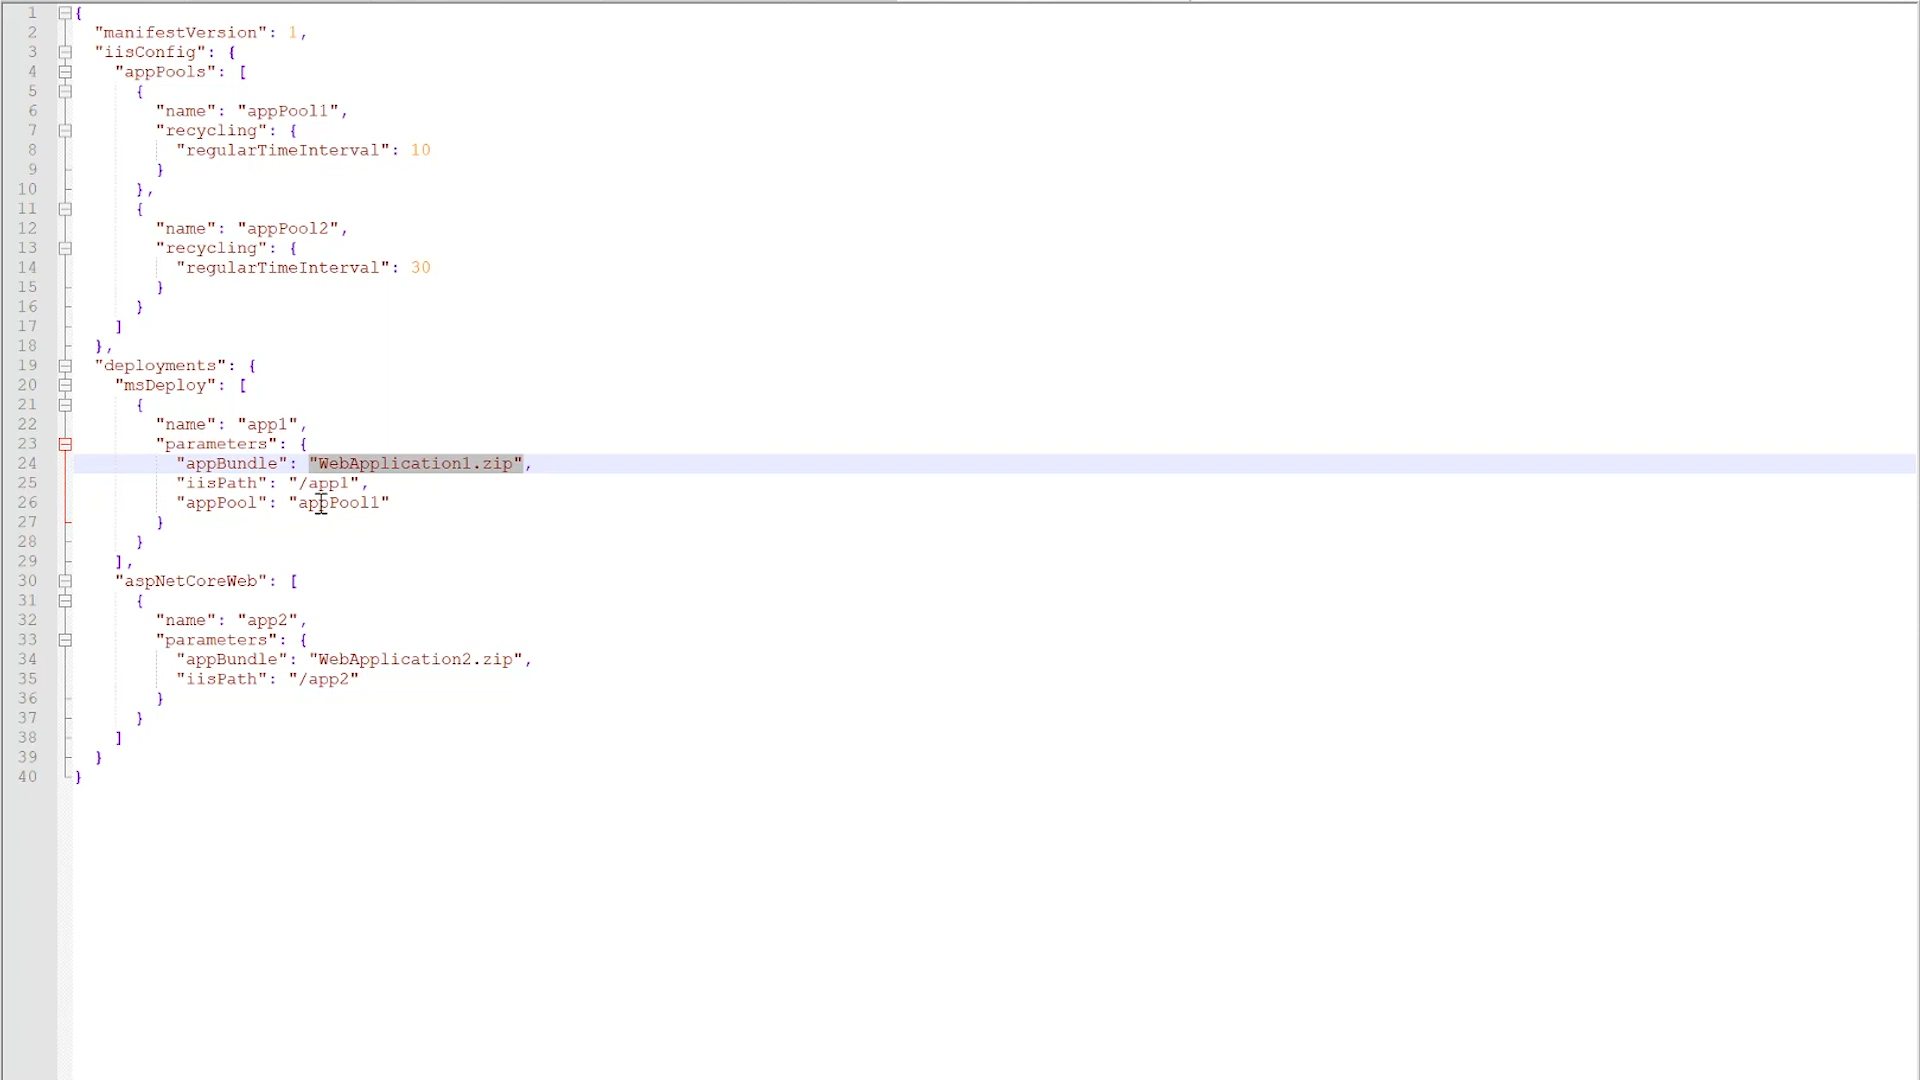 1 {
2 "manifestVersion": 1,
3 "iisConfig": {
4 "appPools": [
5 {
6 "name": "appPool1",
7 "recycling": {
8 "regularTimeInterval": 10
9 }
10 },
11 {
12 "name": "appPool2",
13 "recycling": {
14 "regularTimeInterval": 30
15 }
16 }
17 ]
18 },
19 "deployments": {
20 "msDeploy": [
21 {
22 "name": "app1",
23 "parameters": {
24 "appBundle": "WebApplication1.zip",
25 "iisPath": "/app1",
26 "appPool": "appPool1"
27 }
28 }
29 ],
30 "aspNetCoreWeb": [
31 {
32 "name": "app2",
33 "parameters": {
34 "appBundle": "WebApplication2.zip",
35 "iisPath": "/app2"
36 }
37 }
38 ]
39 }
40 }